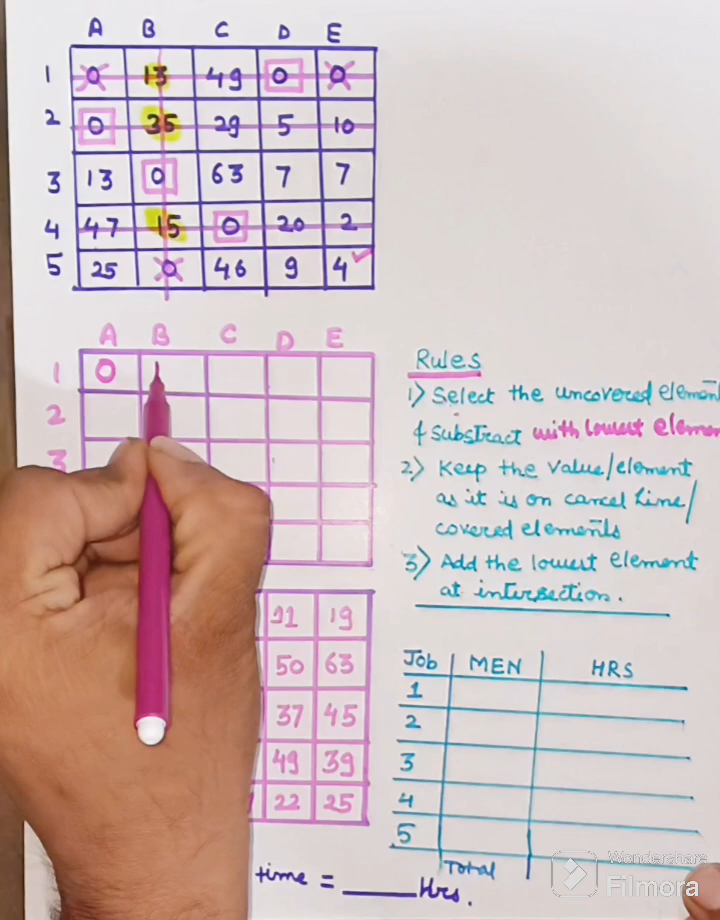 A B C D E
1 0 13 49 0 0
2 0 35 29 5 10
3 13 0 63 7 7
4 47 15 0 20 2
5 25 0 46 9 4
A B C D E
1 0
2
3
21 19
50 63
37 45
49 39
22 25
time = ____ Hrs.
Rules
1) Select the uncovered elemen
& Substract with lowest elemen
2) Keep the value/element
as it is on cancel line/
covered elements
3) Add the lowest element
at intersection.
Job MEN HRS
1
2
3
4
5
Total
Wondershare
Filmora